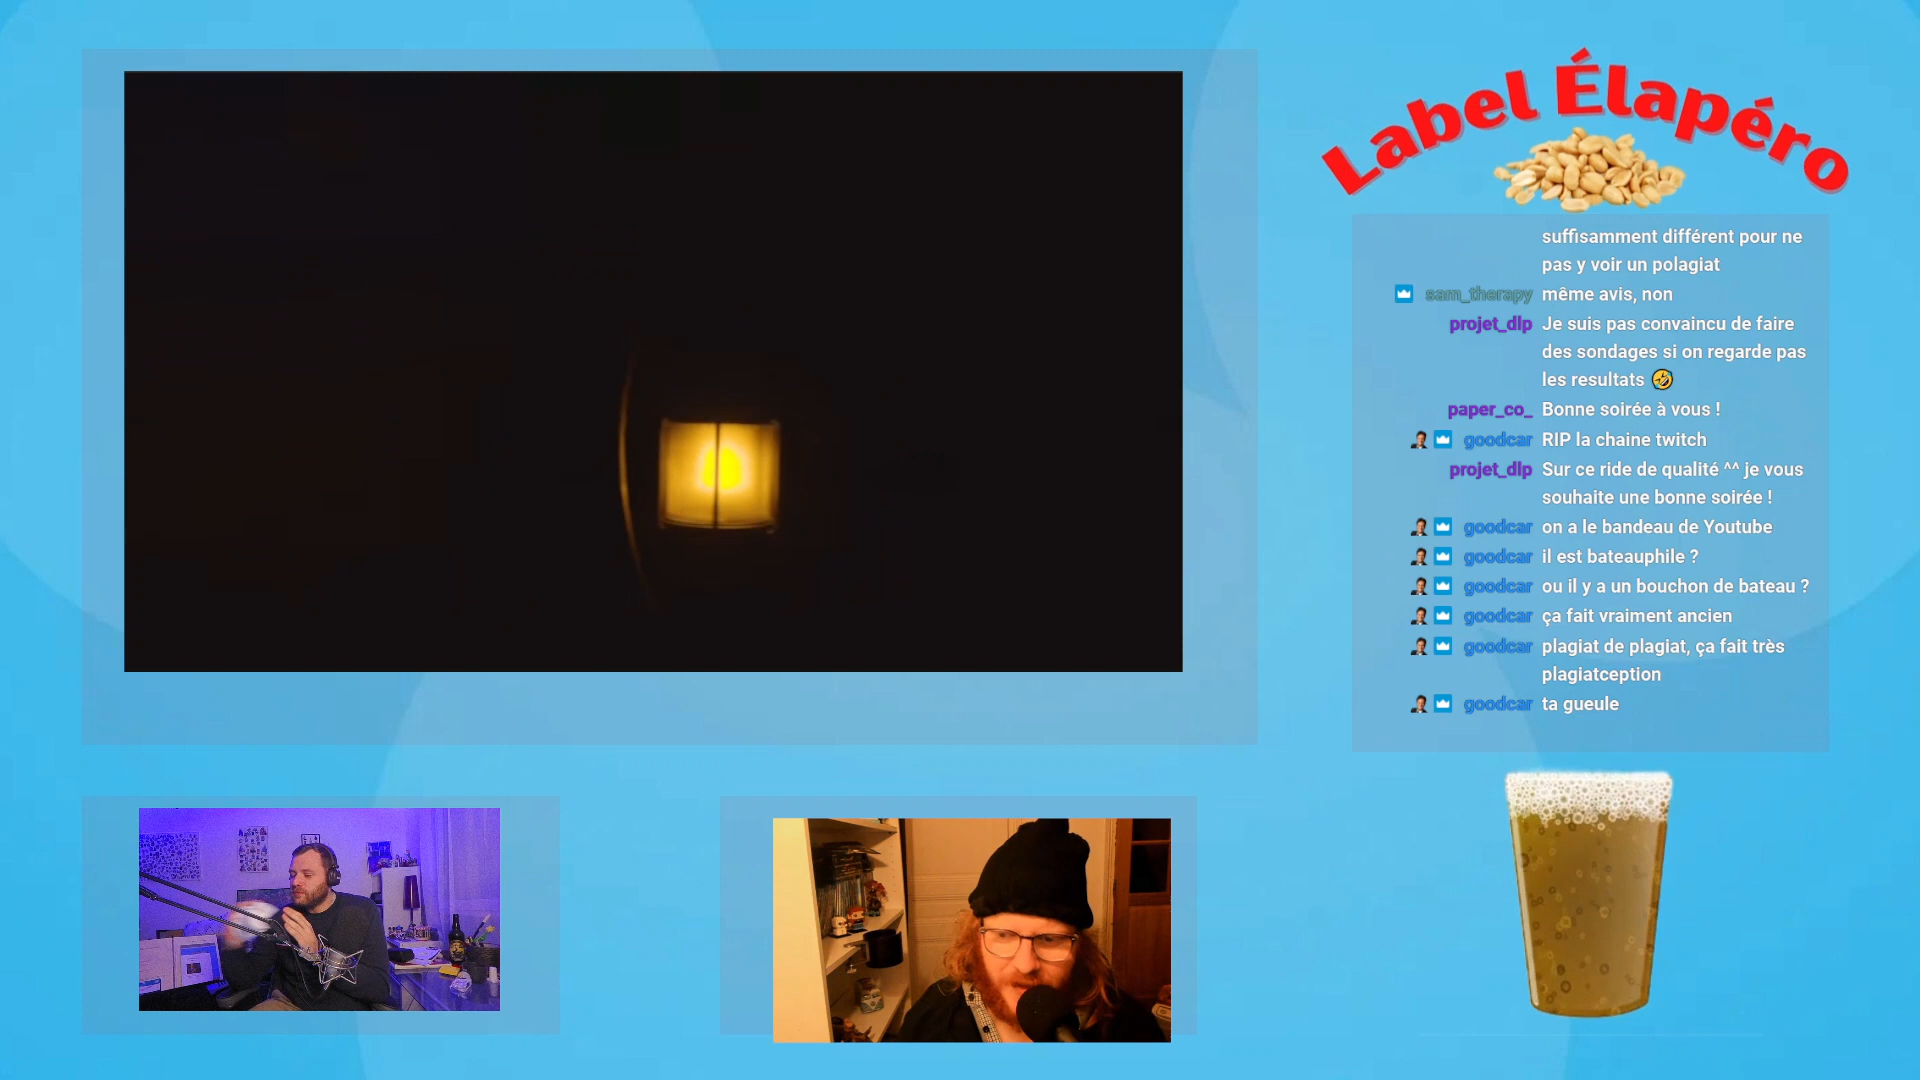 Label Élapéro
suffisamment différent pour ne
pas y voir un polagiat
sam_therapy même avis, non
projet_dlp Je suis pas convaincu de faire
des sondages si on regarde pas
les resultats 🤣
paper_co_ Bonne soirée à vous !
goodcar RIP la chaine twitch
projet_dlp Sur ce ride de qualité ^^ je vous
souhaite une bonne soirée !
goodcar on a le bandeau de Youtube
goodcar il est bateauphile ?
goodcar ou il y a un bouchon de bateau ?
goodcar ça fait vraiment ancien
goodcar plagiat de plagiat, ça fait très
plagiatception
goodcar ta gueule